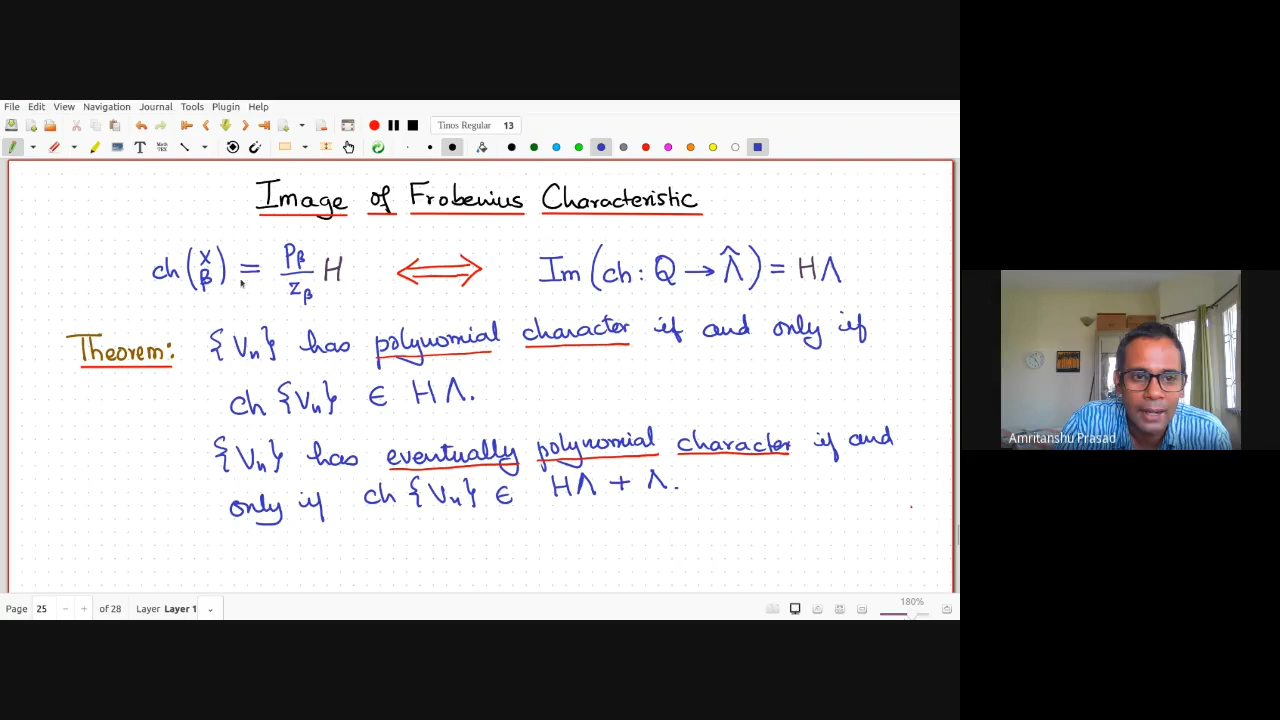 File Edit View Navigation Journal Tools Plugin Help
Tinos Regular 13
Image of Frobenius Characteristic
ch(X β) = pβ/zβ H ⟺ Im(ch: Q → Λ̂) = HΛ
Theorem: {Vn} has polynomial character if and only if
ch {Vn} ∈ HΛ.
{Vn} has eventually polynomial character if and
only if ch {Vn} ∈ HΛ + Λ.
Amritanshu Prasad
Page 25 of 28 Layer Layer 1 180%